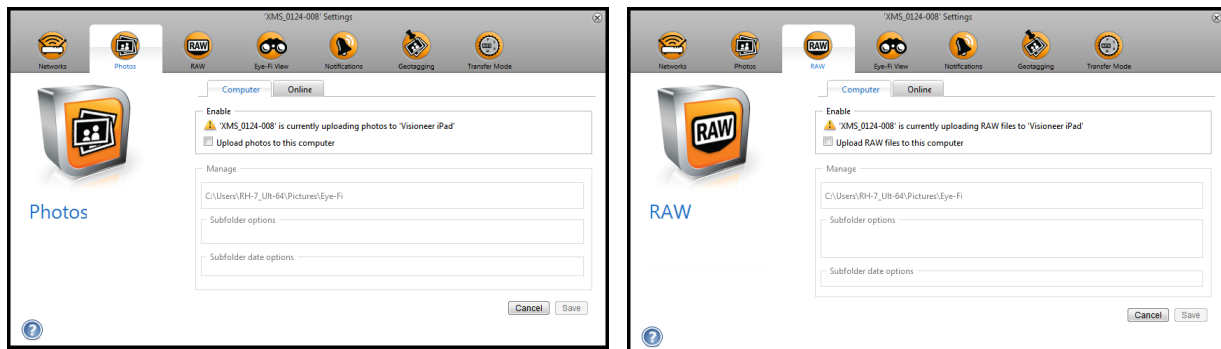 'XMS_0124-008' Settings
Networks Photos RAW Eye-Fi View Notifications Geotagging Transfer Mode
Computer Online
Enable
'XMS_0124-008' is currently uploading photos to 'Visioneer iPad'
Upload photos to this computer
Manage
C:\Users\RH-7_Ult-64\Pictures\Eye-Fi
Photos
Subfolder options
Subfolder date options
Cancel Save
'XMS_0124-008' Settings
Networks Photos RAW Eye-Fi View Notifications Geotagging Transfer Mode
Computer Online
RAW
Enable
'XMS_0124-008' is currently uploading RAW files to 'Visioneer iPad'
Upload RAW files to this computer
Manage
C:\Users\RH-7_Ult-64\Pictures\Eye-Fi
RAW
Subfolder options
Subfolder date options
Cancel Save